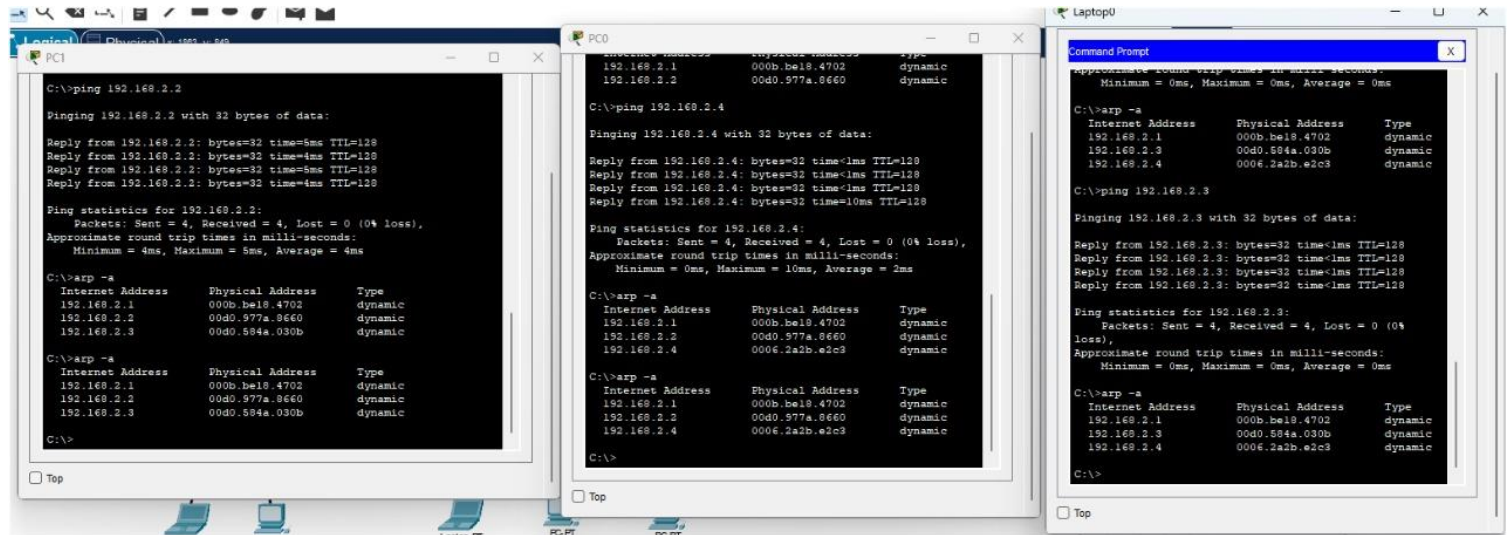 Logical
Physical
PC1
C:\>ping 192.168.2.2
Pinging 192.168.2.2 with 32 bytes of data:
Reply from 192.168.2.2: bytes=32 time=5ms TTL=128
Reply from 192.168.2.2: bytes=32 time=4ms TTL=128
Reply from 192.168.2.2: bytes=32 time=5ms TTL=128
Reply from 192.168.2.2: bytes=32 time=4ms TTL=128
Ping statistics for 192.168.2.2:
Packets: Sent = 4, Received = 4, Lost = 0 (0% loss),
Approximate round trip times in milli-seconds:
Minimum = 4ms, Maximum = 5ms, Average = 4ms
C:\>arp -a
Internet Address Physical Address Type
192.168.2.1 000b.be18.4702 dynamic
192.168.2.2 00d0.977a.8660 dynamic
192.168.2.3 00d0.584a.030b dynamic
C:\>arp -a
Internet Address Physical Address Type
192.168.2.1 000b.be18.4702 dynamic
192.168.2.2 00d0.977a.8660 dynamic
192.168.2.3 00d0.584a.030b dynamic
C:\>
Top
PC0
Internet Address Physical Address Type
192.168.2.1 000b.be18.4702 dynamic
192.168.2.2 00d0.977a.8660 dynamic
C:\>ping 192.168.2.4
Pinging 192.168.2.4 with 32 bytes of data:
Reply from 192.168.2.4: bytes=32 time<1ms TTL=128
Reply from 192.168.2.4: bytes=32 time<1ms TTL=128
Reply from 192.168.2.4: bytes=32 time<1ms TTL=128
Reply from 192.168.2.4: bytes=32 time=10ms TTL=128
Ping statistics for 192.168.2.4:
Packets: Sent = 4, Received = 4, Lost = 0 (0% loss),
Approximate round trip times in milli-seconds:
Minimum = 0ms, Maximum = 10ms, Average = 2ms
C:\>arp -a
Internet Address Physical Address Type
192.168.2.1 000b.be18.4702 dynamic
192.168.2.2 00d0.977a.8660 dynamic
192.168.2.4 0006.2a2b.e2c3 dynamic
C:\>arp -a
Internet Address Physical Address Type
192.168.2.1 000b.be18.4702 dynamic
192.168.2.2 00d0.977a.8660 dynamic
192.168.2.4 0006.2a2b.e2c3 dynamic
C:\>
Top
Laptop0
Command Prompt
X
Approximate round trip times in milli-seconds:
Minimum = 0ms, Maximum = 0ms, Average = 0ms
C:\>arp -a
Internet Address Physical Address Type
192.168.2.1 000b.be18.4702 dynamic
192.168.2.3 00d0.584a.030b dynamic
192.168.2.4 0006.2a2b.e2c3 dynamic
C:\>ping 192.168.2.3
Pinging 192.168.2.3 with 32 bytes of data:
Reply from 192.168.2.3: bytes=32 time<1ms TTL=128
Reply from 192.168.2.3: bytes=32 time<1ms TTL=128
Reply from 192.168.2.3: bytes=32 time<1ms TTL=128
Reply from 192.168.2.3: bytes=32 time<1ms TTL=128
Ping statistics for 192.168.2.3:
Packets: Sent = 4, Received = 4, Lost = 0 (0%
loss),
Approximate round trip times in milli-seconds:
Minimum = 0ms, Maximum = 0ms, Average = 0ms
C:\>arp -a
Internet Address Physical Address Type
192.168.2.1 000b.be18.4702 dynamic
192.168.2.3 00d0.584a.030b dynamic
192.168.2.4 0006.2a2b.e2c3 dynamic
C:\>
Top
PC-PT
PC-PT